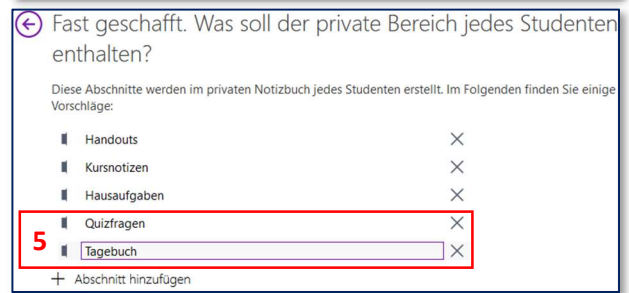 Fast geschafft. Was soll der private Bereich jedes Studenten
enthalten?
Diese Abschnitte werden im privaten Notizbuch jedes Studenten erstellt. Im Folgenden finden Sie einige
Vorschläge:
Handouts
Kursnotizen
Hausaufgaben
Quizfragen
5
Tagebuch
+ Abschnitt hinzufügen